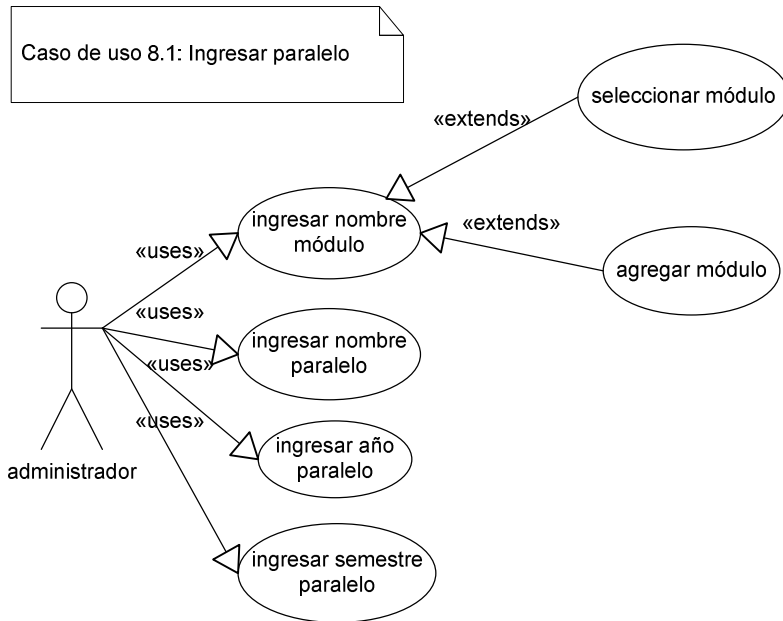 Caso de uso 8.1: Ingresar paralelo
seleccionar módulo
«extends»
ingresar nombre
módulo
«extends»
agregar módulo
«uses»
«uses»
ingresar nombre
paralelo
«uses»
«uses»
ingresar año
paralelo
administrador
ingresar semestre
paralelo